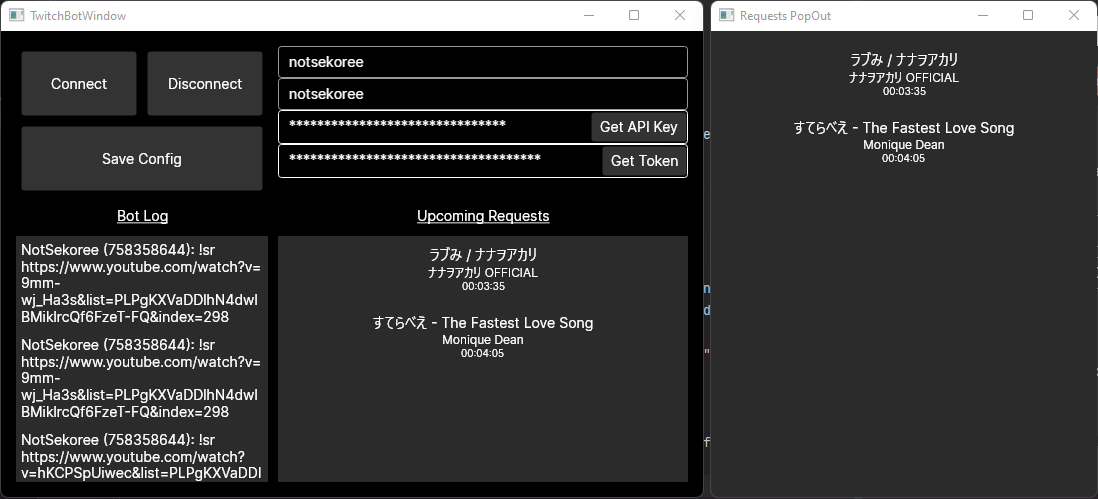 TwitchBotWindow
Connect
Disconnect
Save Config
notsekoree
notsekoree
*******************************
Get API Key
************************************
Get Token
Bot Log
NotSekoree (758358644): !sr
https://www.youtube.com/watch?v=
9mm-
wj_Ha3s&list=PLPgKXVaDDlhN4dwI
BMiklrcQf6FzeT-FQ&index=298
NotSekoree (758358644): !sr
https://www.youtube.com/watch?v=
9mm-
wj_Ha3s&list=PLPgKXVaDDlhN4dwI
BMiklrcQf6FzeT-FQ&index=298
NotSekoree (758358644): !sr
https://www.youtube.com/watch?
v=hKCPSpUiwec&list=PLPgKXVaDDl
Upcoming Requests
ラブみ / ナナヲアカリ
ナナヲアカリ OFFICIAL
00:03:35
すてらべえ - The Fastest Love Song
Monique Dean
00:04:05
Requests PopOut
ラブみ / ナナヲアカリ
ナナヲアカリ OFFICIAL
00:03:35
すてらべえ - The Fastest Love Song
Monique Dean
00:04:05
e
n
d
"
f